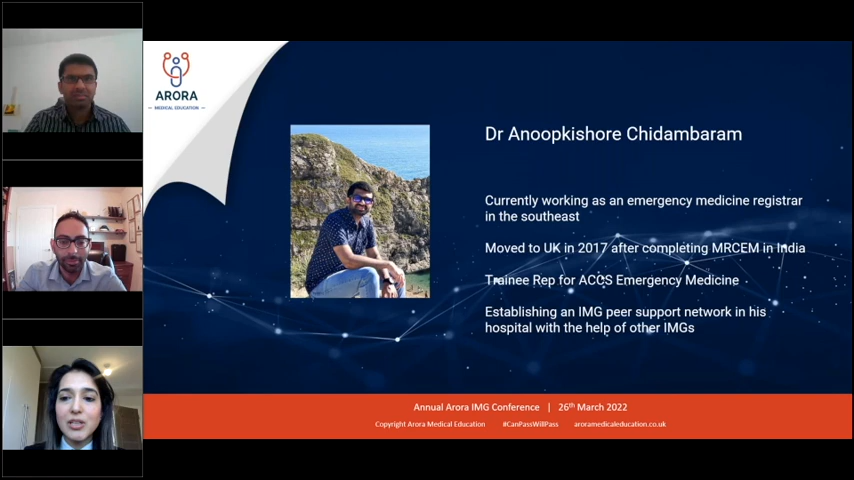 ARORA
MEDICAL EDUCATION
Dr Anoopkishore Chidambaram
Currently working as an emergency medicine registrar
in the southeast
Moved to UK in 2017 after completing MRCEM in India
Trainee Rep for ACCS Emergency Medicine
Establishing an IMG peer support network in his
hospital with the help of other IMGs
Annual Arora IMG Conference | 26th March 2022
Copyright Arora Medical Education #CanPassWillPass aroramedicaleducation.co.uk